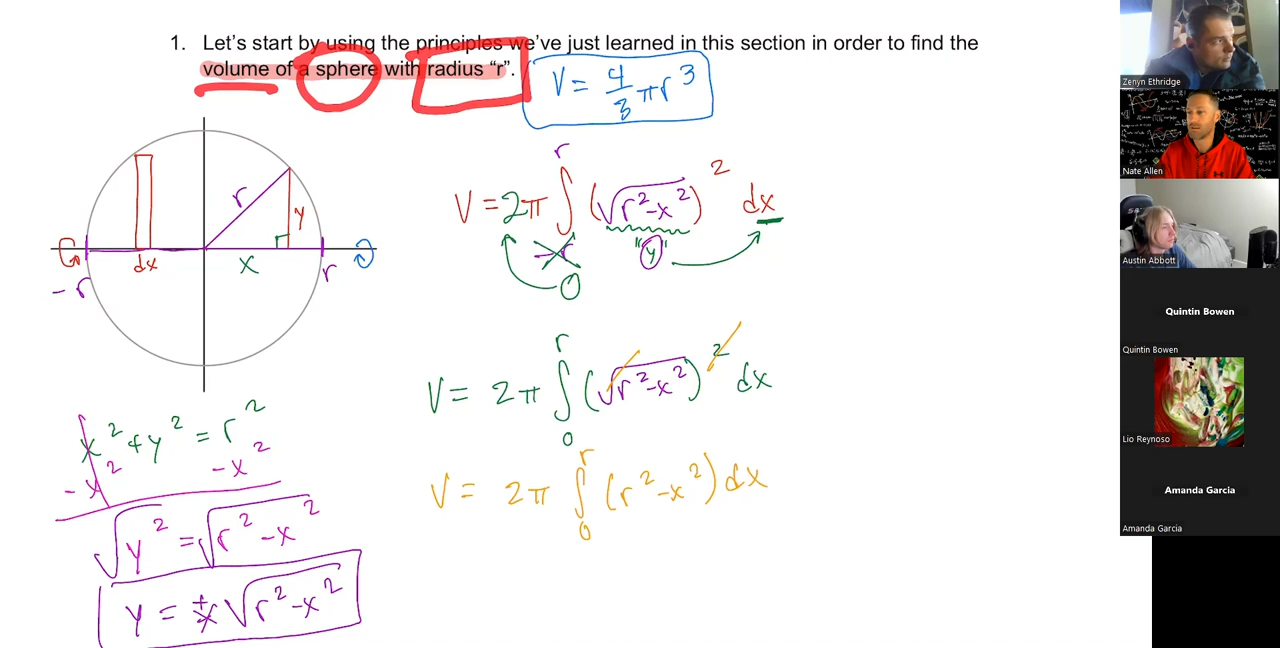 1. Let's start by using the principles we've just learned in this section in order to find the
volume of a sphere with radius "r".
V = 4/3 πr³
r
y
x
dx
-r
r
V = 2π ∫ r -r 0 (√r²-x²)² dx
"y"
V = 2π ∫ r 0 (√r²-x²)² dx
V = 2π ∫ r 0 (r²-x²) dx
x² + y² = r²
-x² -x²
√y² = √r²-x²
y = ±√r²-x²
Zenyn Ethridge
Nate Allen
Austin Abbott
Quintin Bowen
Quintin Bowen
Lio Reynoso
Amanda Garcia
Amanda Garcia